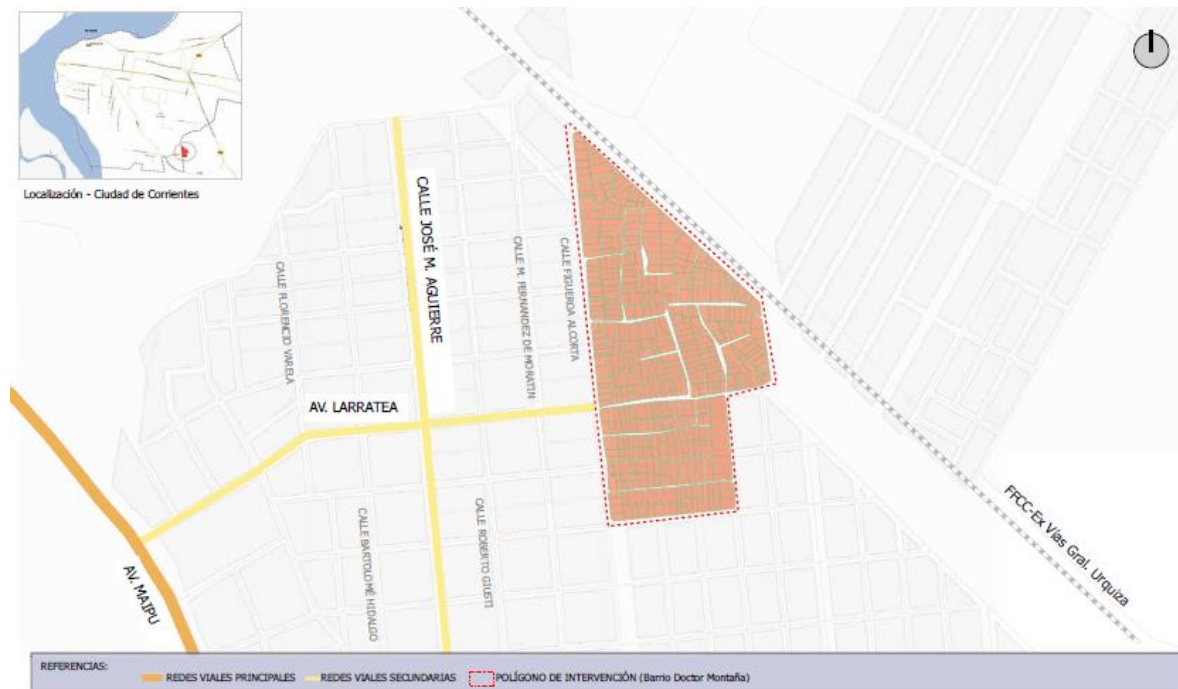 Localización - Ciudad de Corrientes
CALLE JOSÉ M. AGUIERRE
CALLE FLORENCIO VARELA
CALLE M. FERNANDEZ DE MORATIN
CALLE FIGUEROA ALCORTA
AV. LARRATEA
AV. MAIPU
CALLE BARTOLOMÉ HIDALGO
CALLE ROBERTO GIUSTI
FFCC-Ex Vías Gral. Urquiza
REFERENCIAS:
REDES VIALES PRINCIPALES
REDES VIALES SECUNDARIAS
POLÍGONO DE INTERVENCIÓN (Barrio Doctor Montaña)